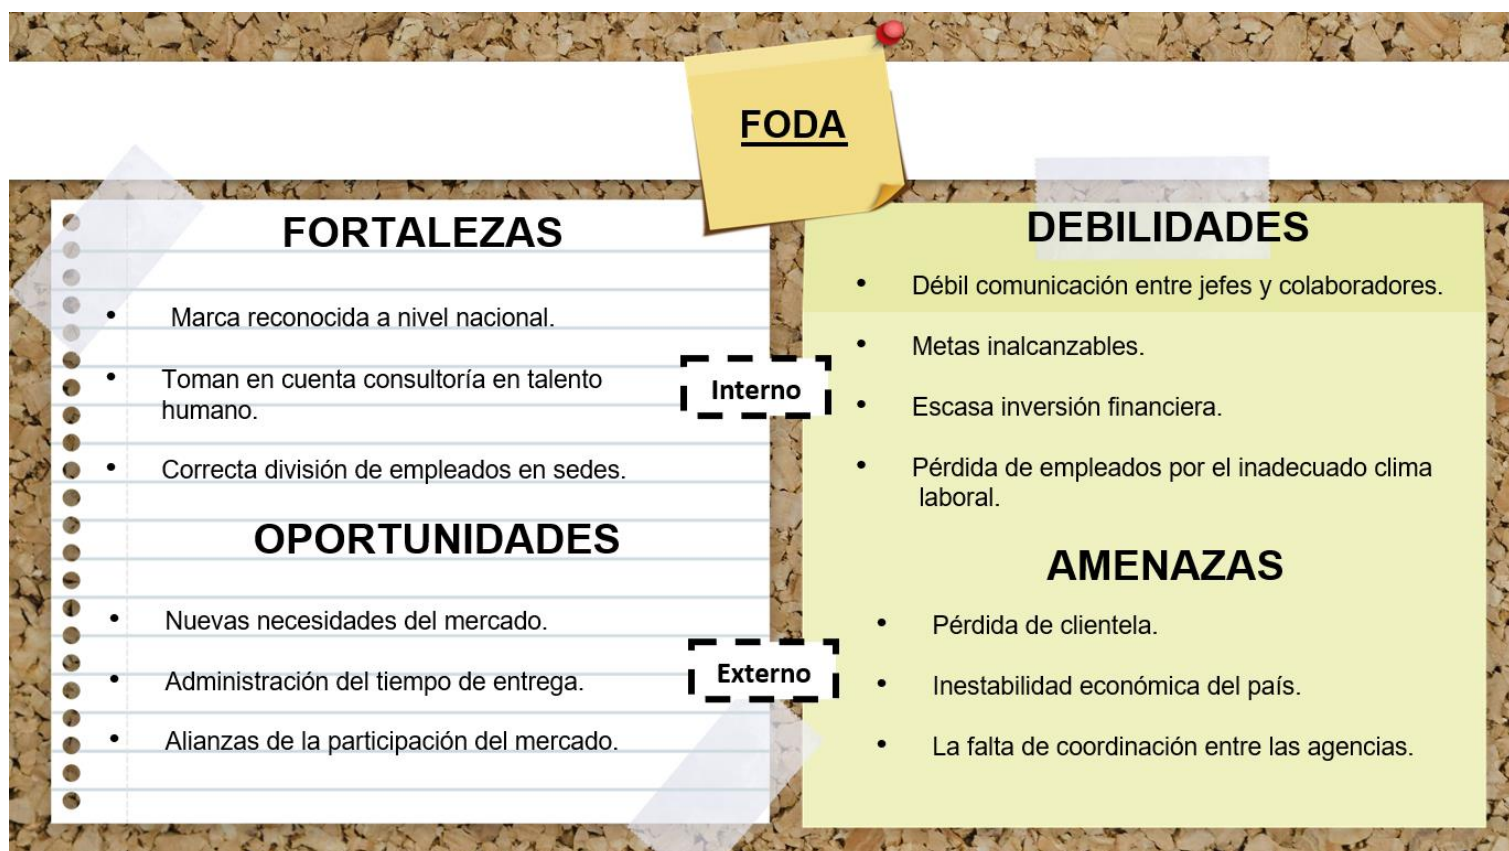 FODA
FORTALEZAS
• Marca reconocida a nivel nacional.
• Toman en cuenta consultoría en talento
humano.
• Correcta división de empleados en sedes.
OPORTUNIDADES
• Nuevas necesidades del mercado.
• Administración del tiempo de entrega.
• Alianzas de la participación del mercado.
Interno
Externo
DEBILIDADES
• Débil comunicación entre jefes y colaboradores.
• Metas inalcanzables.
• Escasa inversión financiera.
• Pérdida de empleados por el inadecuado clima
laboral.
AMENAZAS
• Pérdida de clientela.
• Inestabilidad económica del país.
• La falta de coordinación entre las agencias.